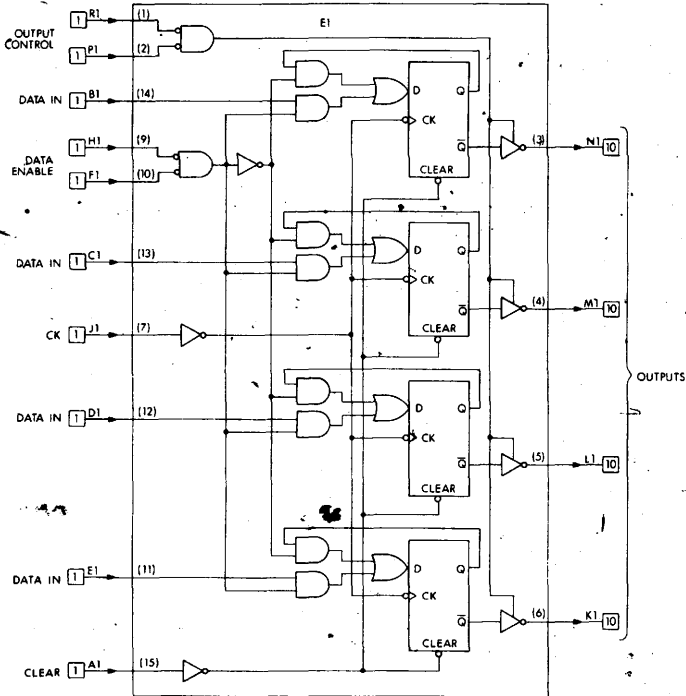 OUTPUT CONTROL
1 R1 (1)
E1
1 P1 (2)
DATA IN 1 B1 (14)
D Q
CK
Q
CLEAR
(3) N1 10
DATA ENABLE
1 H1 (9)
1 F1 (10)
DATA IN 1 C1 (13)
D Q
CK
Q
CLEAR
(4) M1 10
CK 1 J1 (7)
OUTPUTS
DATA IN 1 D1 (12)
D Q
CK
Q
CLEAR
(5) L1 10
DATA IN 1 E1 (11)
D Q
CK
Q
CLEAR
(6) K1 10
CLEAR 1 A1 (15)